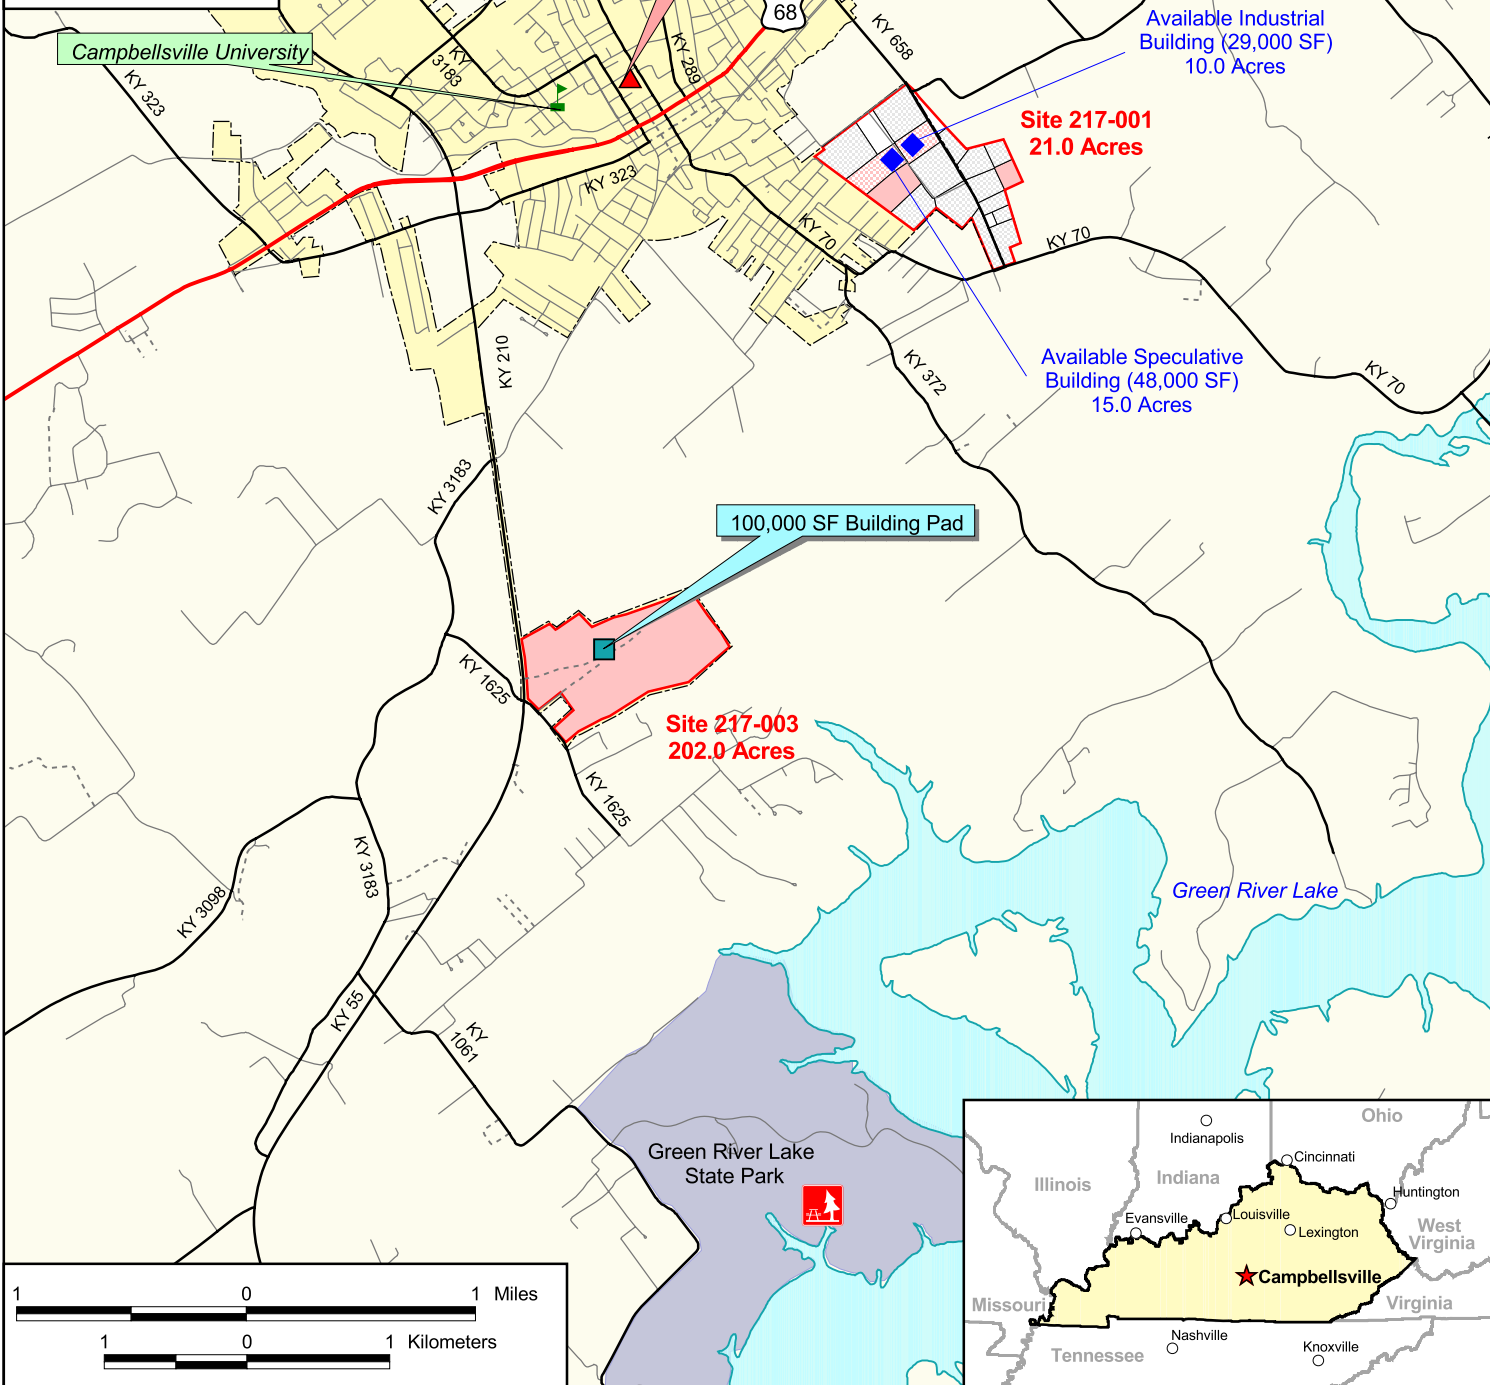 68
KY 658
Available Industrial
Building (29,000 SF)
10.0 Acres
Campbellsville University
KY
3183
KY 289
KY 323
Site 217-001
21.0 Acres
KY 323
KY 70
KY 70
KY 210
Available Speculative
Building (48,000 SF)
15.0 Acres
KY 372
KY 70
KY 3183
100,000 SF Building Pad
KY 1625
Site 217-003
202.0 Acres
KY 1625
KY 3183
KY 3098
Green River Lake
KY 55
KY
1061
Green River Lake
State Park
Ohio
Indianapolis
Cincinnati
Illinois
Indiana
Huntington
Evansville
Louisville
Lexington
West
Virginia
Campbellsville
Missouri
Virginia
Nashville
Knoxville
Tennessee
1 0 1 Miles
1 0 1 Kilometers